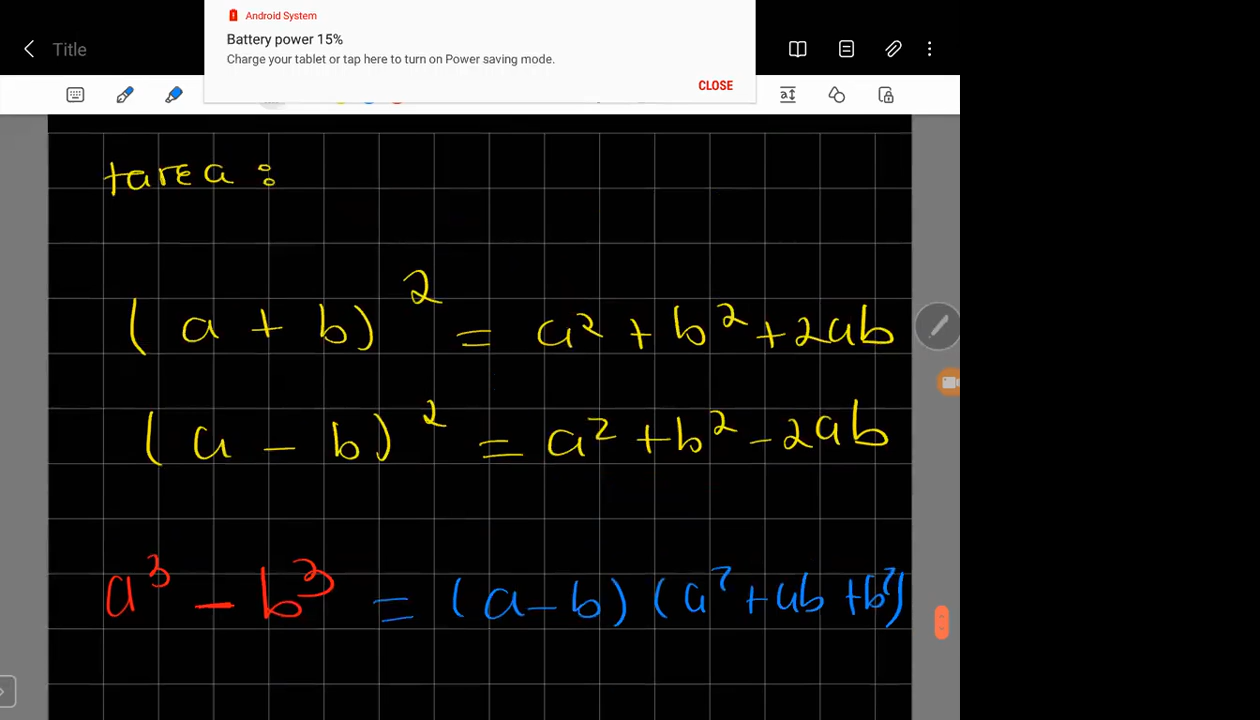 Android System
Battery power 15%
Charge your tablet or tap here to turn on Power saving mode.
CLOSE
Title
tarea:
(a + b)² = a² + b² + 2ab
(a - b)² = a² + b² - 2ab
a³ - b³ = (a - b) (a² + ab + b²)